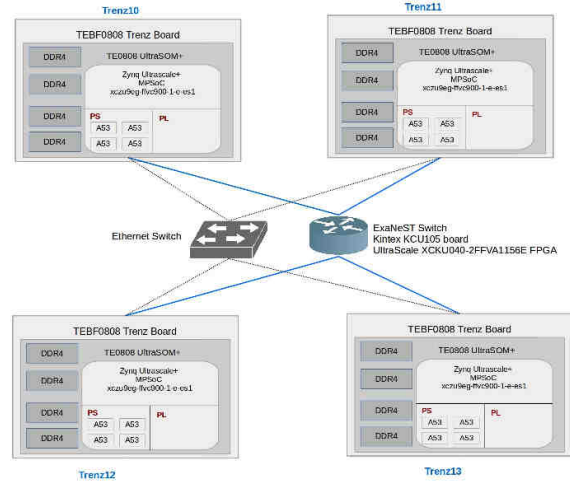 Trenz10
TEBF0808 Trenz Board
DDR4
TE0808 UltraSOM+
DDR4
Zynq Ultrascale+
MPSoC
xczu9eg-ffvc900-1-e-es1
DDR4
PS
PL
A53
A53
DDR4
A53
A53
Trenz11
TEBF0808 Trenz Board
DDR4
TE0808 UltraSOM+
DDR4
Zynq Ultrascale+
MPSoC
xczu9eg-ffvc900-1-e-es1
DDR4
PS
PL
A53
A53
DDR4
A53
A53
Ethernet Switch
ExaNeST Switch
Kintex KCU105 board
UltraScale XCKU040-2FFVA1156E FPGA
TEBF0808 Trenz Board
DDR4
TE0808 UltraSOM+
DDR4
Zynq Ultrascale+
MPSoC
xczu9eg-ffvc900-1-e-es1
DDR4
PS
PL
A53
A53
DDR4
A53
A53
Trenz12
TEBF0808 Trenz Board
DDR4
TE0808 UltraSOM+
DDR4
Zynq Ultrascale+
MPSoC
xczu9eg-ffvc900-1-e-es1
DDR4
PS
PL
A53
A53
DDR4
A53
A53
Trenz13